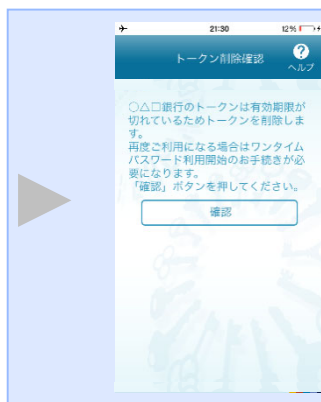 21:30 12%
トークン削除確認
?
ヘルプ
○△□銀行のトークンは有効期限が
切れているためトークンを削除しま
す。
再度ご利用になる場合はワンタイム
パスワード利用開始のお手続きが必
要になります。
「確認」ボタンを押してください。
確認